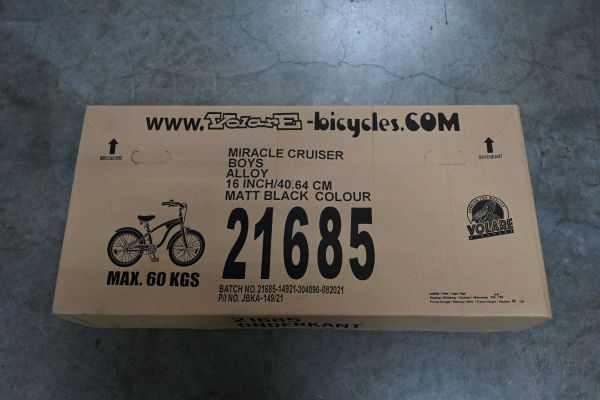 www.VolarE-bicycles.COM
BOVENKANT
BOVENKANT
MIRACLE CRUISER
BOYS
ALLOY
16 INCH/40.64 CM
MATT BLACK COLOUR
21685
MAX. 60 KGS
VOLARE
BATCH NO.21685-14921-304090-082021
P/I NO. JBKA-149/21
21685
ONDERKANT